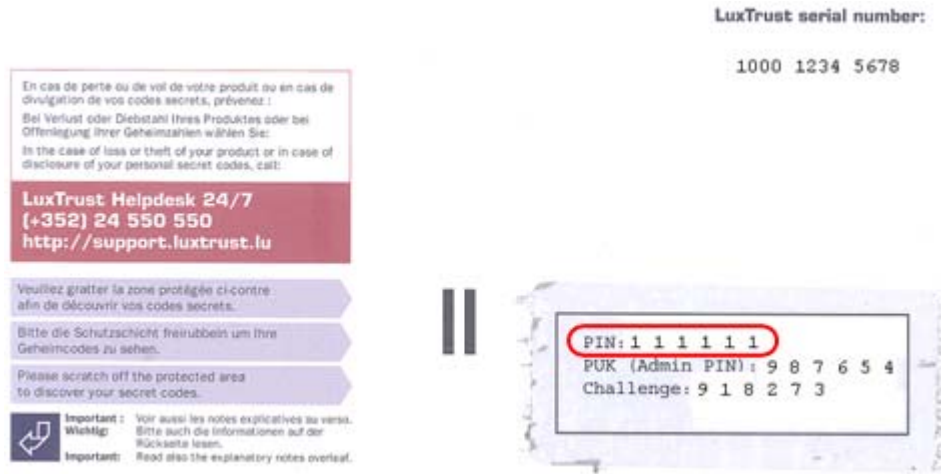 LuxTrust serial number:
1000 1234 5678
En cas de perte ou de vol de votre produit ou en cas de
divulgation de vos codes secrets, prévenez :
Bei Verlust oder Diebstahl Ihres Produktes oder bei
Offenlegung Ihrer Geheimzahlen wählen Sie:
In the case of loss or theft of your product or in case of
disclosure of your personal secret codes, call:
LuxTrust Helpdesk 24/7
(+352) 24 550 550
http://support.luxtrust.lu
Veuillez gratter la zone protégée ci-contre
afin de découvrir vos codes secrets.
Bitte die Schutzschicht freirubbeln um Ihre
Geheimcodes zu sehen.
Please scratch off the protected area
to discover your secret codes.
Important : Voir aussi les notes explicatives au verso.
Wichtig: Bitte auch die Informationen auf der
Rückseite lesen.
Important: Read also the explanatory notes overleaf.
PIN: 1 1 1 1 1 1
PUK (Admin PIN): 9 8 7 6 5 4
Challenge: 9 1 8 2 7 3